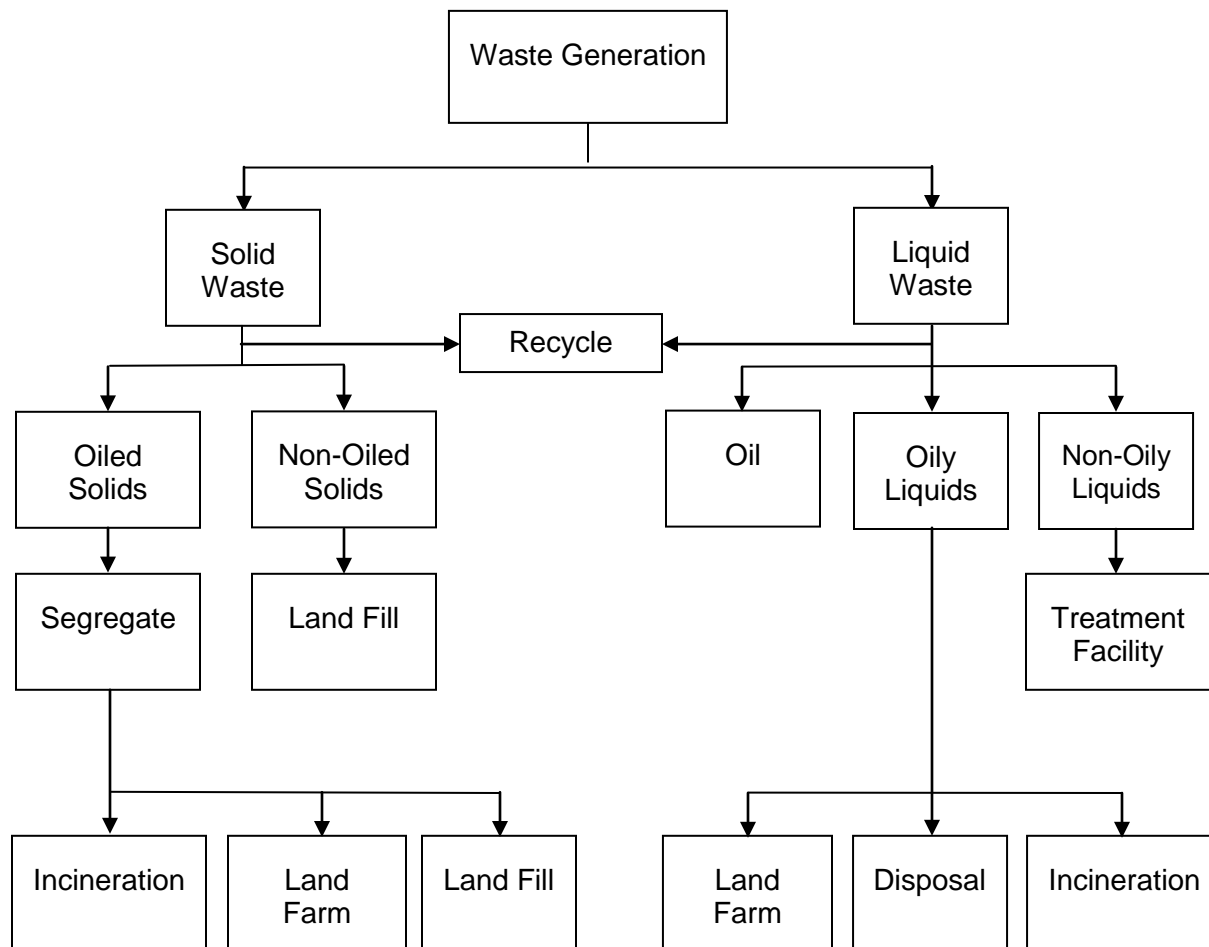 Waste Generation
Solid
Waste
Liquid
Waste
Recycle
Oiled
Solids
Non-Oiled
Solids
Oil
Oily
Liquids
Non-Oily
Liquids
Segregate
Land Fill
Treatment
Facility
Incineration
Land
Farm
Land Fill
Land
Farm
Disposal
Incineration